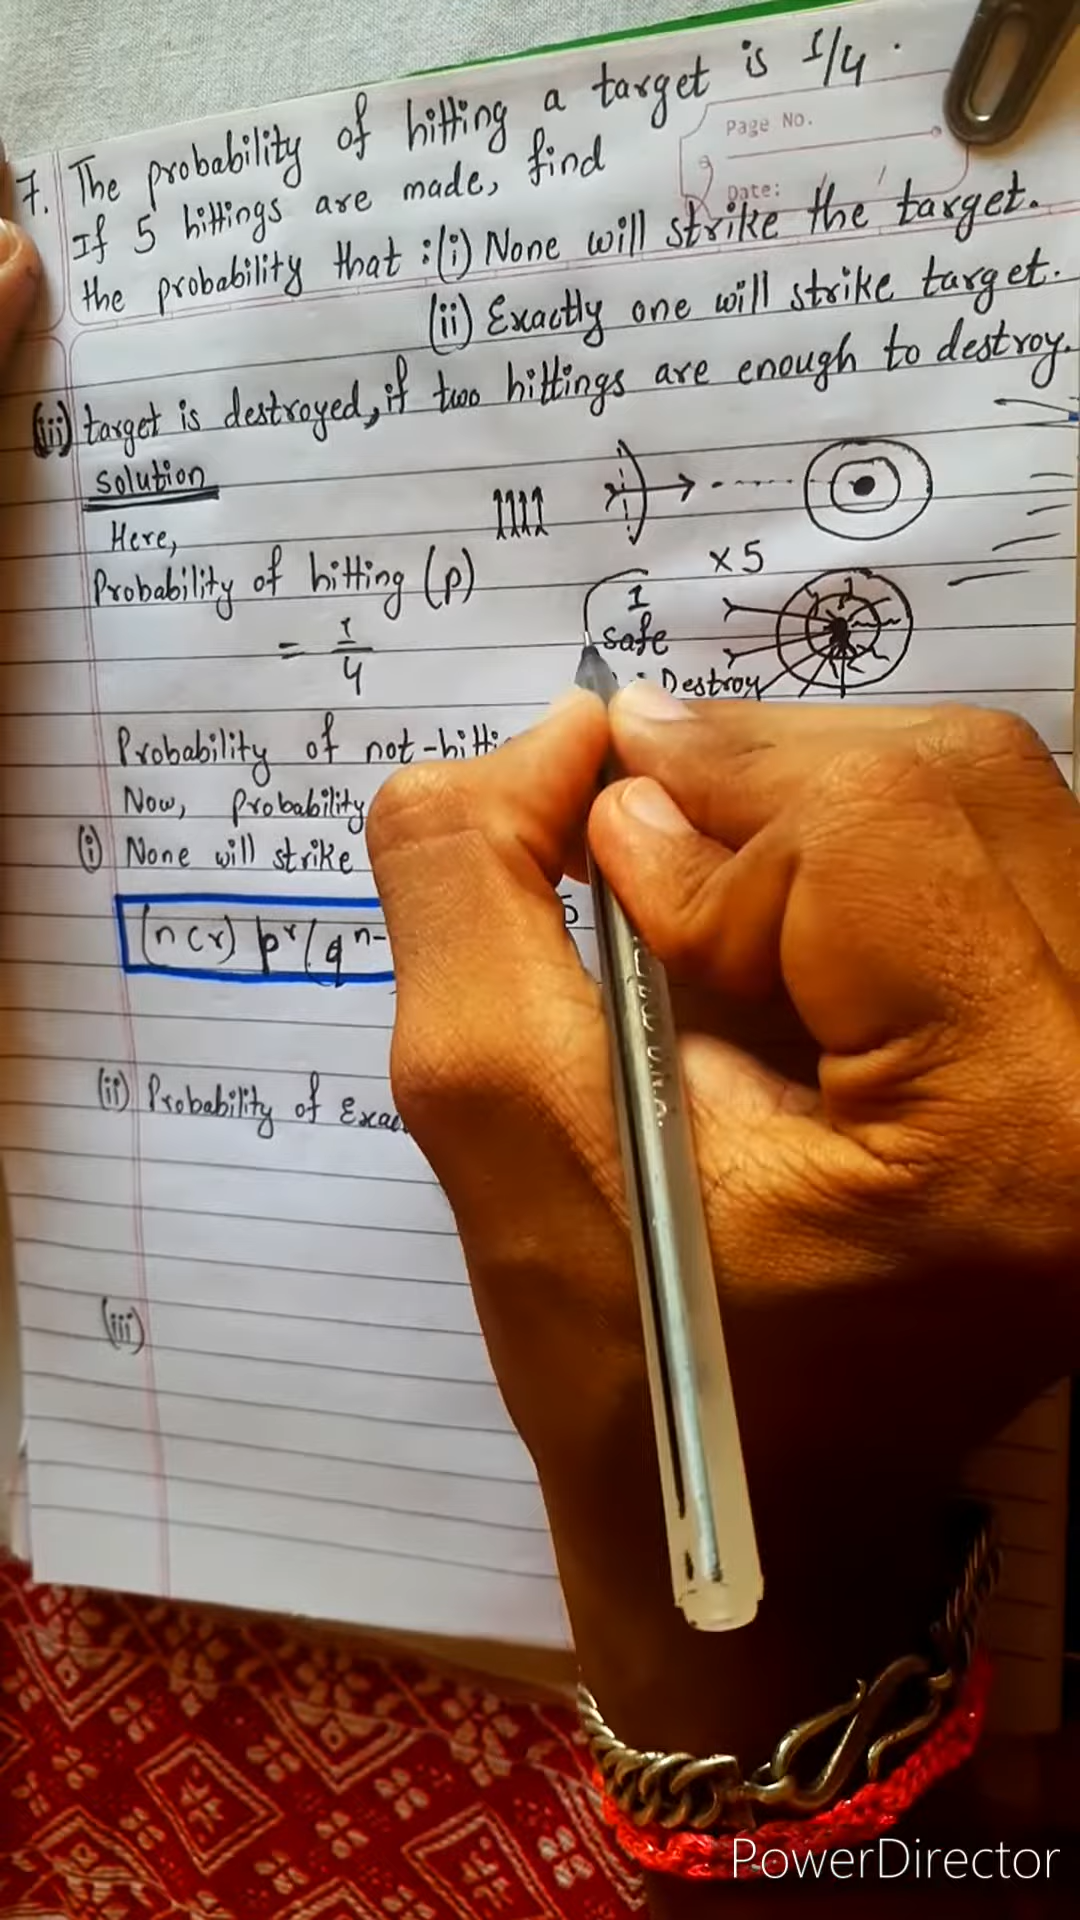 7. The probability of hitting a target is 1/4.
If 5 hittings are made, find
the probability that :(i) None will strike the target.
(ii) Exactly one will strike target.
(iii) target is destroyed, if two hittings are enough to destroy.
Page No.
Date:
Solution
Here,
Probability of hitting (p)
= 1/4
x 5
1
safe
Destroy
Probability of not-hitti
Now, probability
(i) None will strike
(n Cr) p^r (q^n-
5
(ii) Probability of Exac
(iii)
PowerDirector